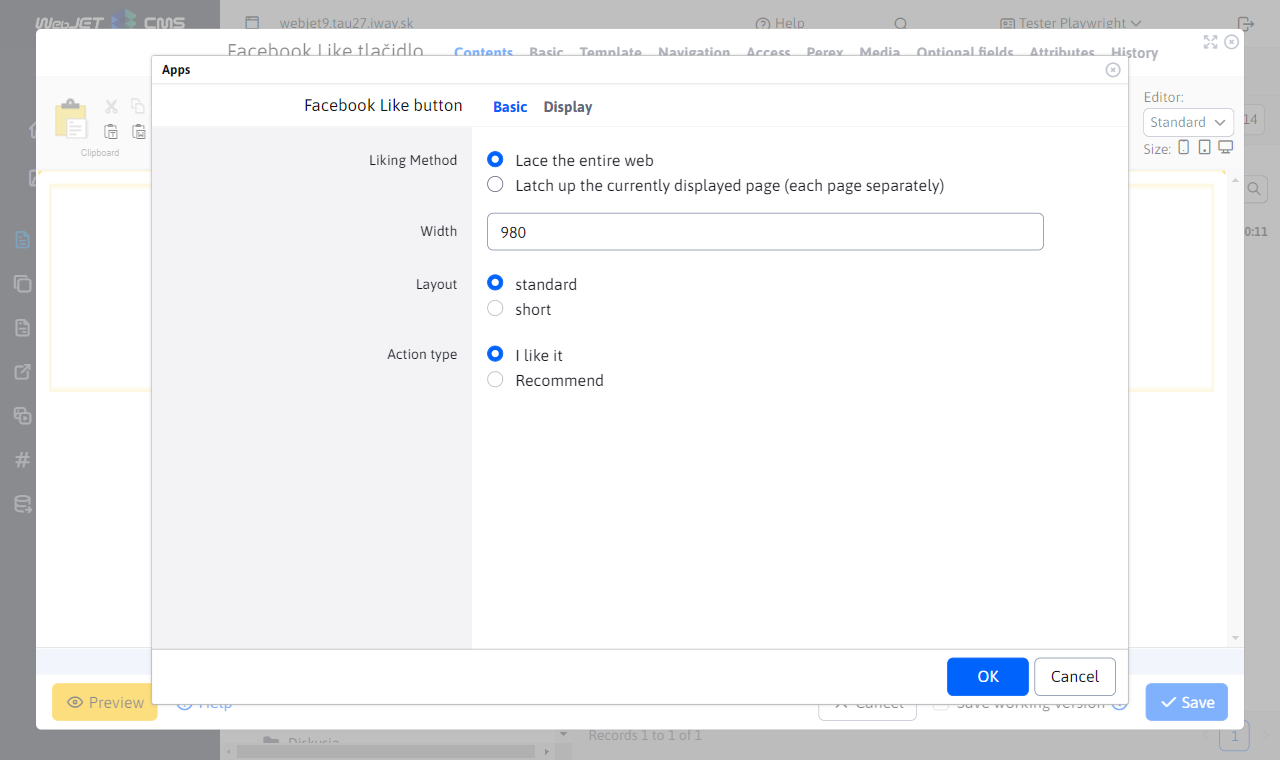 WebJET CMS
webjet9.tau27.iway.sk
Help
Tester Playwright
Facebook Like tlačidlo
Contents Basic Template Navigation Access Perex Media Optional fields Attributes History
Apps
Facebook Like button
Basic Display
Editor:
Standard
14
Size:
Clipboard
Liking Method
Lace the entire web
Latch up the currently displayed page (each page separately)
Width
980
0:11
Layout
standard
short
Action type
I like it
Recommend
OK
Cancel
Preview
Help
Cancel
Save working version
Save
Diskusia
Records 1 to 1 of 1
1